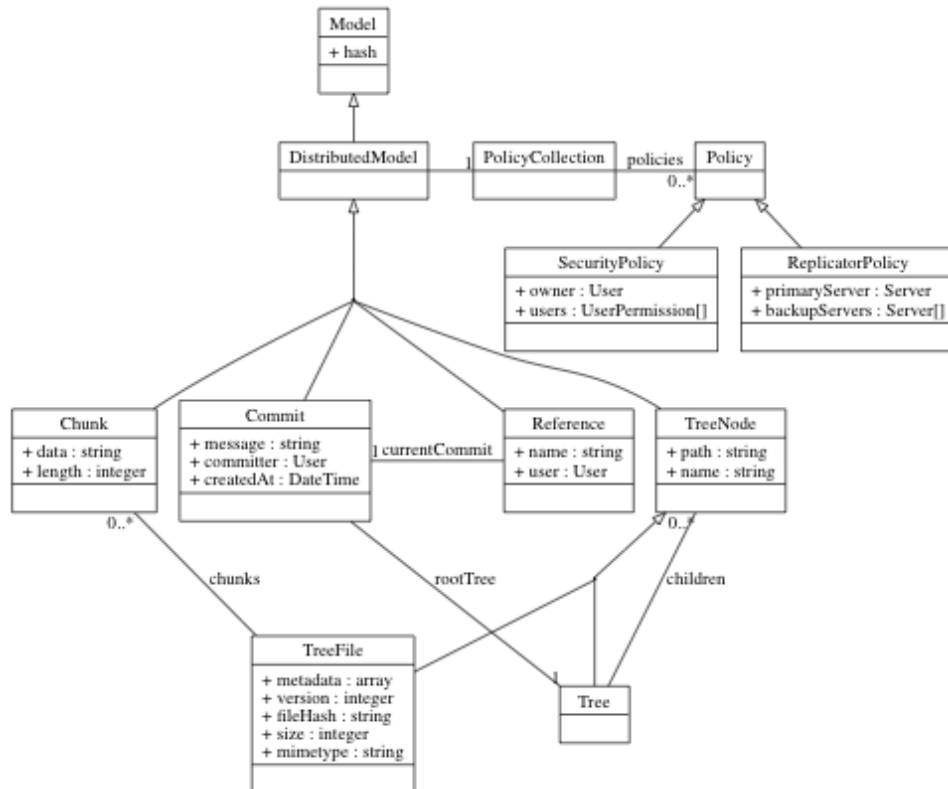 Model
+ hash
DistributedModel
1
PolicyCollection
policies
0..*
Policy
SecurityPolicy
+ owner : User
+ users : UserPermission[]
ReplicatorPolicy
+ primaryServer : Server
+ backupServers : Server[]
Chunk
+ data : string
+ length : integer
0..*
Commit
+ message : string
+ committer : User
+ createdAt : DateTime
1 currentCommit
Reference
+ name : string
+ user : User
TreeNode
+ path : string
+ name : string
0..*
chunks
rootTree
children
TreeFile
+ metadata : array
+ version : integer
+ fileHash : string
+ size : integer
+ mimetype : string
1
Tree